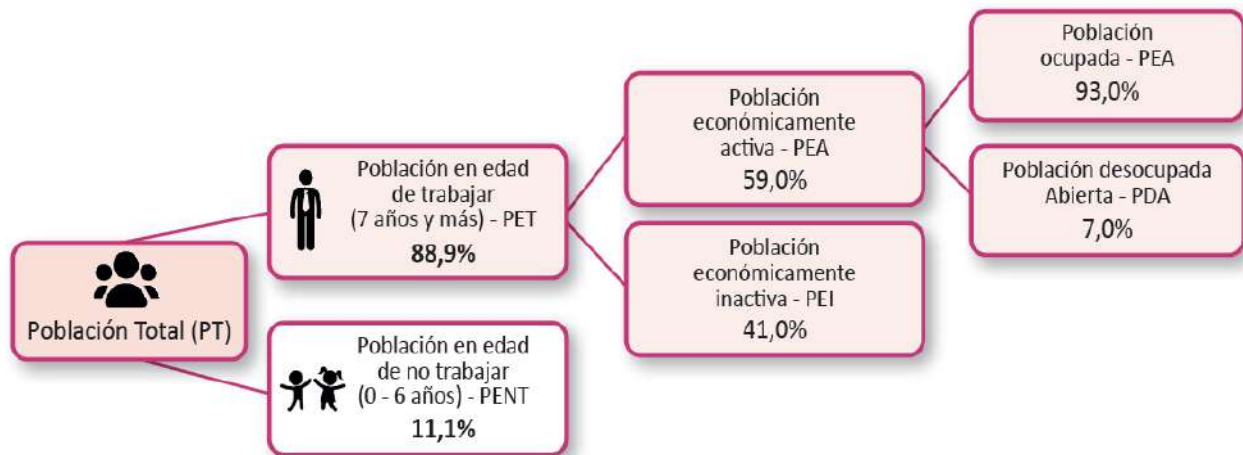 Población Total (PT)
Población en edad
de trabajar
(7 años y más) - PET
88,9%
Población en edad
de no trabajar
(0 - 6 años) - PENT
11,1%
Población
económicamente
activa - PEA
59,0%
Población
económicamente
inactiva - PEI
41,0%
Población
ocupada - PEA
93,0%
Población desocupada
Abierta - PDA
7,0%